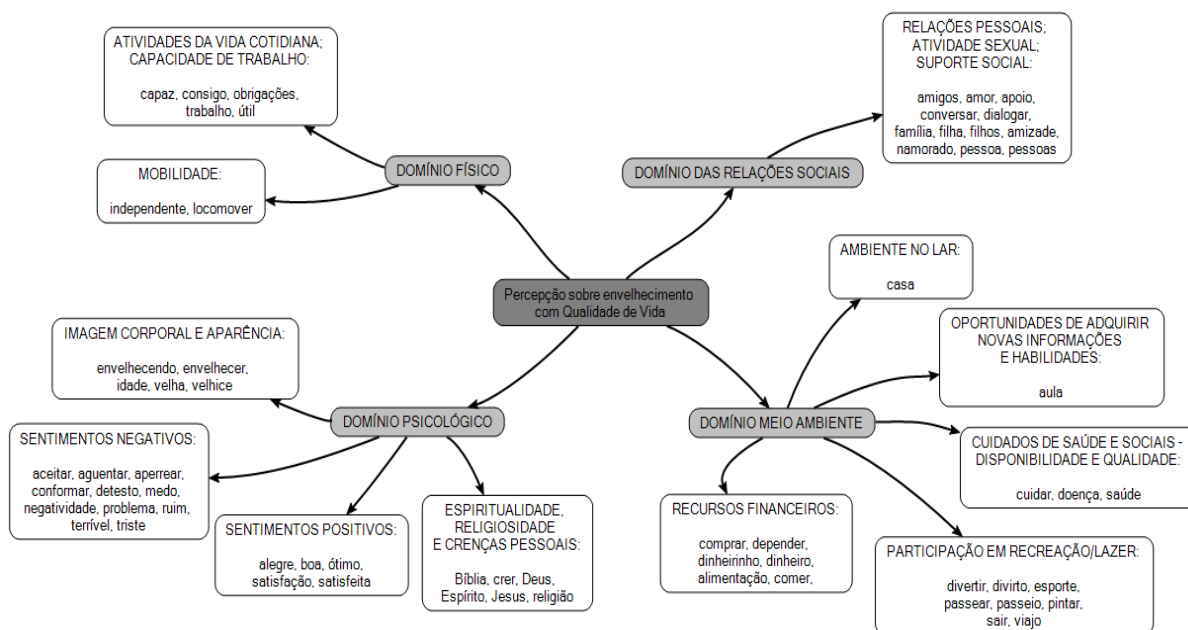 ATIVIDADES DA VIDA COTIDIANA;
CAPACIDADE DE TRABALHO:
capaz, consigo, obrigações,
trabalho, útil
MOBILIDADE:
independente, locomover
DOMÍNIO FÍSICO
RELAÇÕES PESSOAIS;
ATIVIDADE SEXUAL;
SUPORTE SOCIAL:
amigos, amor, apoio,
conversar, dialogar,
família, filha, filhos, amizade,
namorado, pessoa, pessoas
DOMÍNIO DAS RELAÇÕES SOCIAIS
Percepção sobre envelhecimento
com Qualidade de Vida
IMAGEM CORPORAL E APARÊNCIA:
envelhecendo, envelhecer,
idade, velha, velhice
DOMÍNIO PSICOLÓGICO
SENTIMENTOS NEGATIVOS:
aceitar, aguentar, aperrear,
conformar, detesto, medo,
negatividade, problema, ruim,
terrível, triste
SENTIMENTOS POSITIVOS:
alegre, boa, ótimo,
satisfação, satisfeita
ESPIRITUALIDADE,
RELIGIOSIDADE
E CRENÇAS PESSOAIS:
Bíblia, crer, Deus,
Espírito, Jesus, religião
AMBIENTE NO LAR:
casa
OPORTUNIDADES DE ADQUIRIR
NOVAS INFORMAÇÕES
E HABILIDADES:
aula
DOMÍNIO MEIO AMBIENTE
CUIDADOS DE SAÚDE E SOCIAIS -
DISPONIBILIDADE E QUALIDADE:
cuidar, doença, saúde
RECURSOS FINANCEIROS:
comprar, depender,
dinheirinho, dinheiro,
alimentação, comer,
PARTICIPAÇÃO EM RECREAÇÃO/LAZER:
divertir, divirto, esporte,
passear, passeio, pintar,
sair, viajo